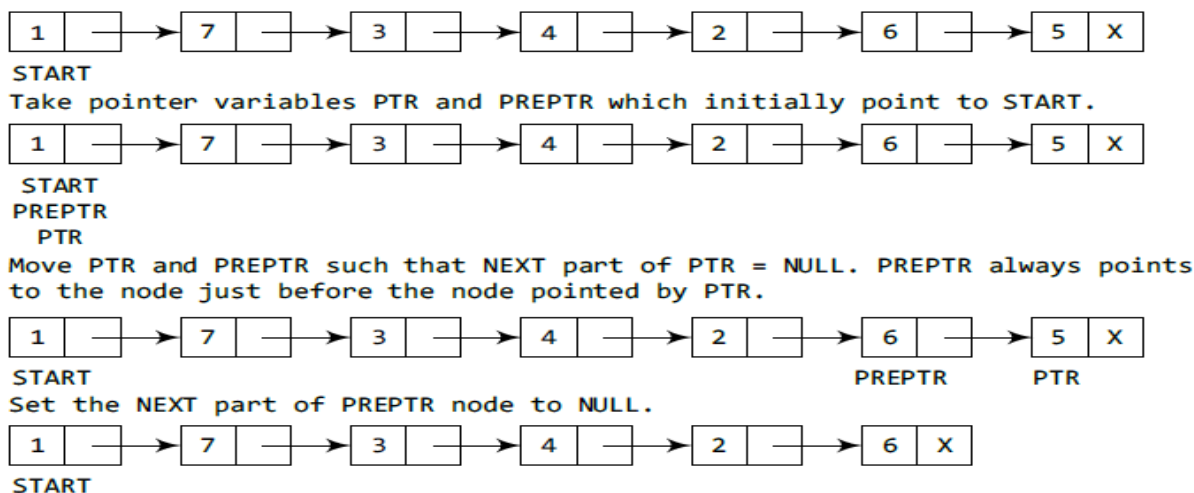 1 7 3 4 2 6 5 X
START
Take pointer variables PTR and PREPTR which initially point to START.
1 7 3 4 2 6 5 X
START
PREPTR
PTR
Move PTR and PREPTR such that NEXT part of PTR = NULL. PREPTR always points
to the node just before the node pointed by PTR.
1 7 3 4 2 6 5 X
START PREPTR PTR
Set the NEXT part of PREPTR node to NULL.
1 7 3 4 2 6 X
START